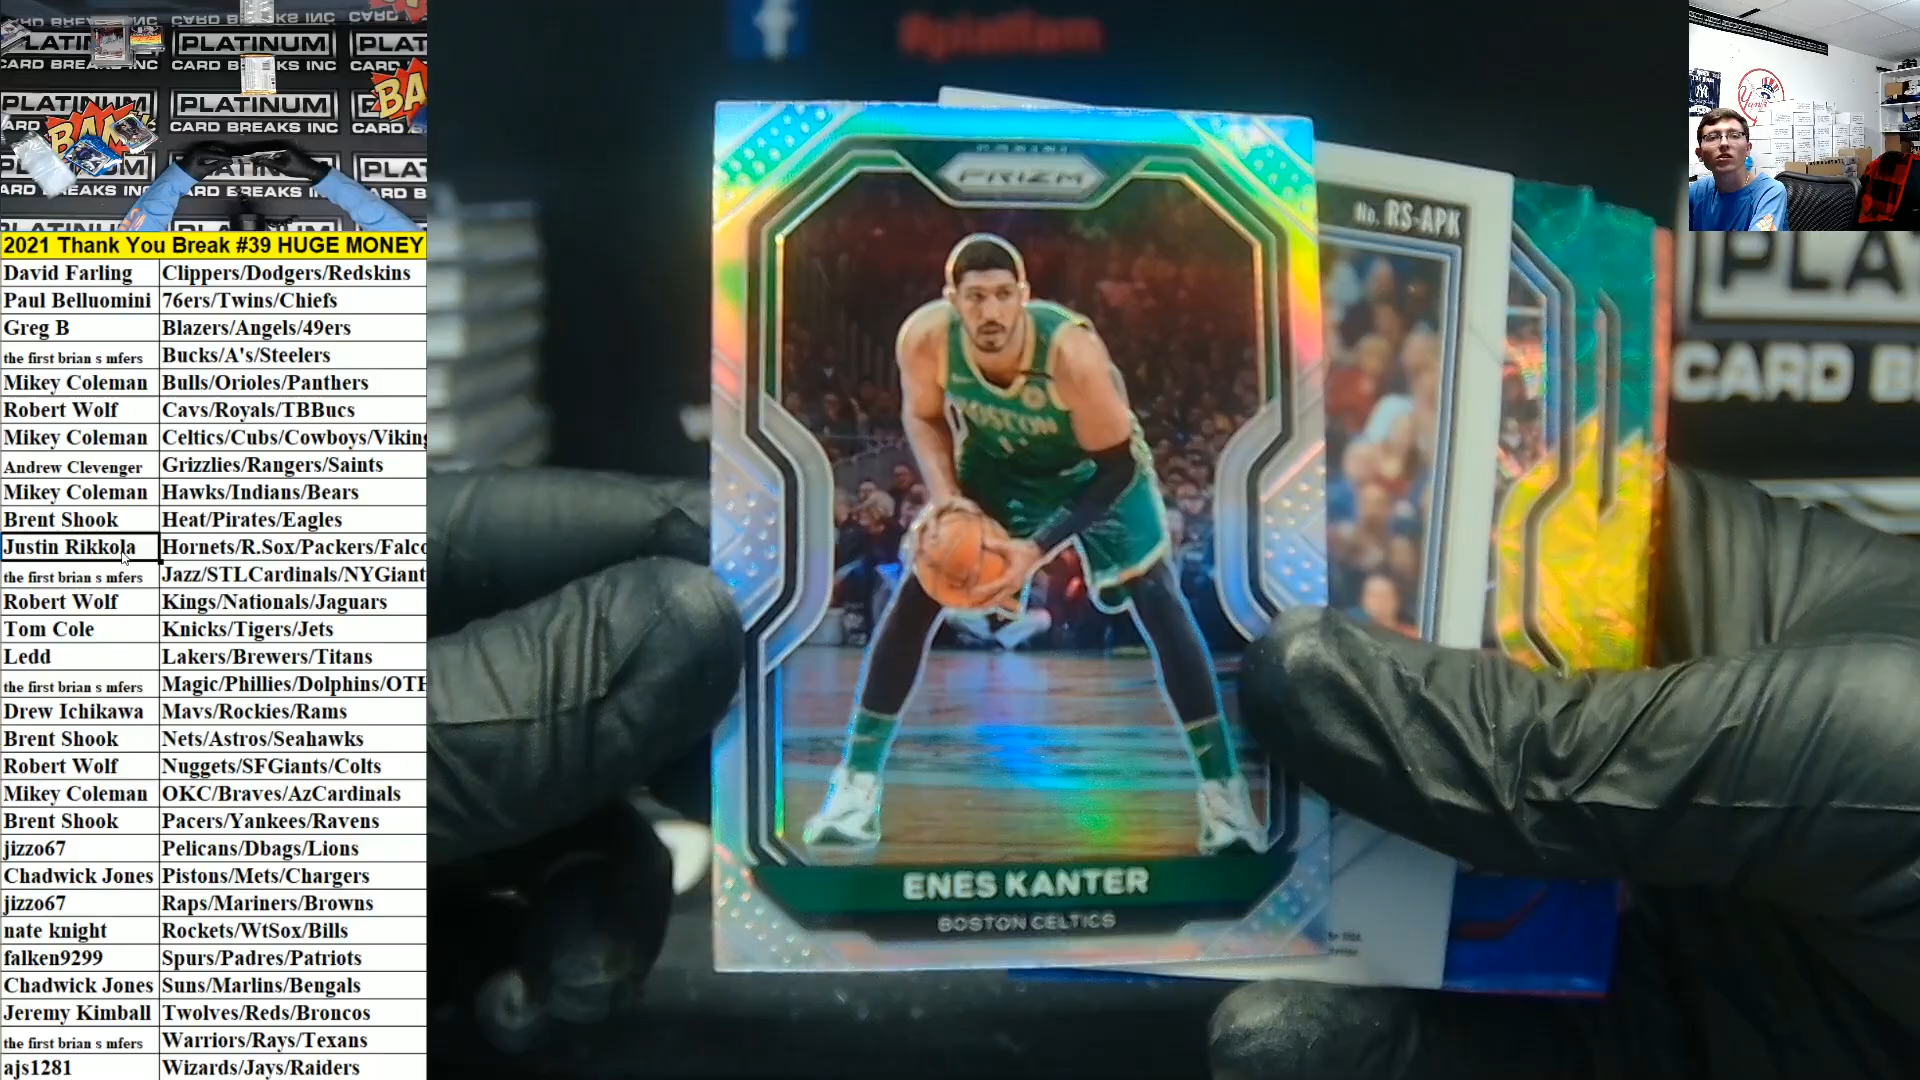 PLATINUM
CARD BREAKS INC
PLATINUM
CARD BREAKS INC
BAM
2021 Thank You Break #39 HUGE MONEY
David Farling Clippers/Dodgers/Redskins
Paul Belluomini 76ers/Twins/Chiefs
Greg B Blazers/Angels/49ers
the first brian s mfers Bucks/A's/Steelers
Mikey Coleman Bulls/Orioles/Panthers
Robert Wolf Cavs/Royals/TBBucs
Mikey Coleman Celtics/Cubs/Cowboys/Viking
Andrew Clevenger Grizzlies/Rangers/Saints
Mikey Coleman Hawks/Indians/Bears
Brent Shook Heat/Pirates/Eagles
Justin Rikkola Hornets/R.Sox/Packers/Falco
the first brian s mfers Jazz/STLCardinals/NYGiant
Robert Wolf Kings/Nationals/Jaguars
Tom Cole Knicks/Tigers/Jets
Ledd Lakers/Brewers/Titans
the first brian s mfers Magic/Phillies/Dolphins/OTH
Drew Ichikawa Mavs/Rockies/Rams
Brent Shook Nets/Astros/Seahawks
Robert Wolf Nuggets/SFGiants/Colts
Mikey Coleman OKC/Braves/AzCardinals
Brent Shook Pacers/Yankees/Ravens
jizzo67 Pelicans/Dbags/Lions
Chadwick Jones Pistons/Mets/Chargers
jizzo67 Raps/Mariners/Browns
nate knight Rockets/WtSox/Bills
falken9299 Spurs/Padres/Patriots
Chadwick Jones Suns/Marlins/Bengals
Jeremy Kimball Twolves/Reds/Broncos
the first brian s mfers Warriors/Rays/Texans
ajs1281 Wizards/Jays/Raiders
PANINI
PRIZM
BOSTON
ENES KANTER
BOSTON CELTICS
No. RS-APK
PLA
CARD B